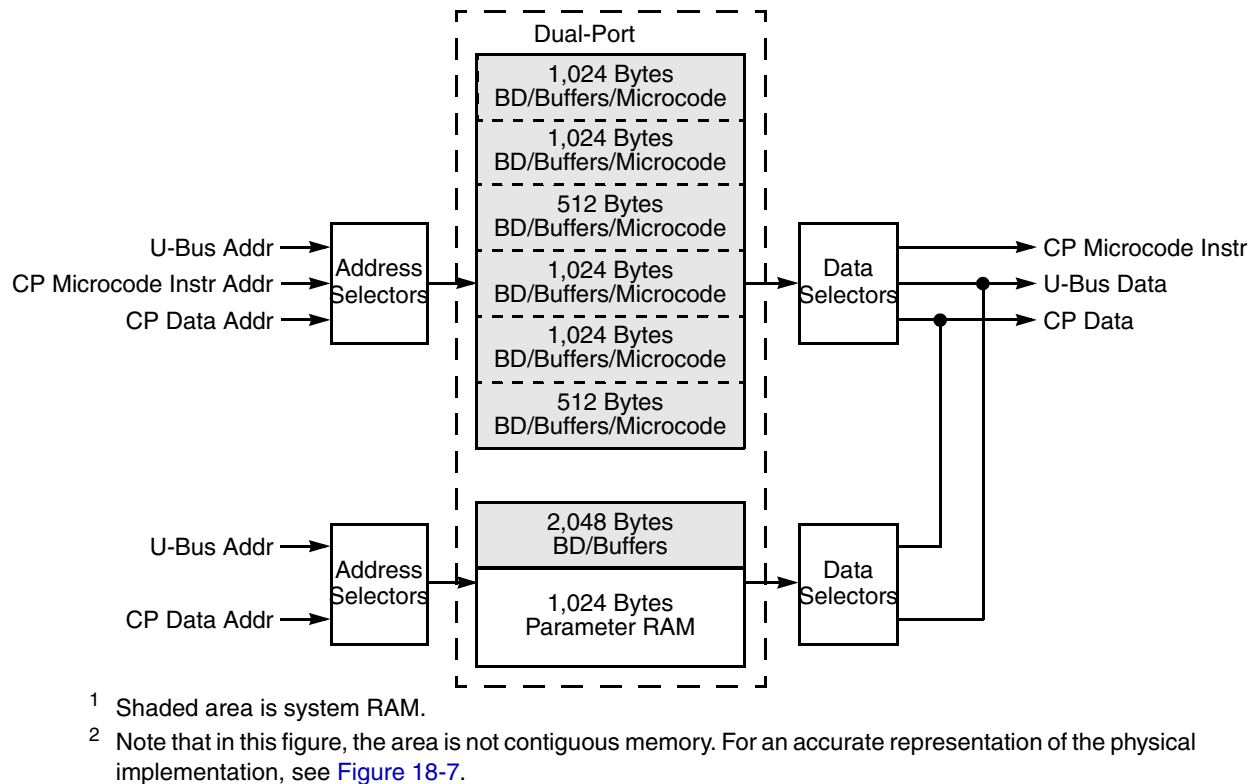 Dual-Port
1,024 Bytes
BD/Buffers/Microcode
1,024 Bytes
BD/Buffers/Microcode
512 Bytes
BD/Buffers/Microcode
1,024 Bytes
BD/Buffers/Microcode
1,024 Bytes
BD/Buffers/Microcode
512 Bytes
BD/Buffers/Microcode
U-Bus Addr
CP Microcode Instr Addr
CP Data Addr
Address
Selectors
Data
Selectors
CP Microcode Instr
U-Bus Data
CP Data
2,048 Bytes
BD/Buffers
1,024 Bytes
Parameter RAM
U-Bus Addr
CP Data Addr
Address
Selectors
Data
Selectors
1 Shaded area is system RAM.
2 Note that in this figure, the area is not contiguous memory. For an accurate representation of the physical
implementation, see Figure 18-7.